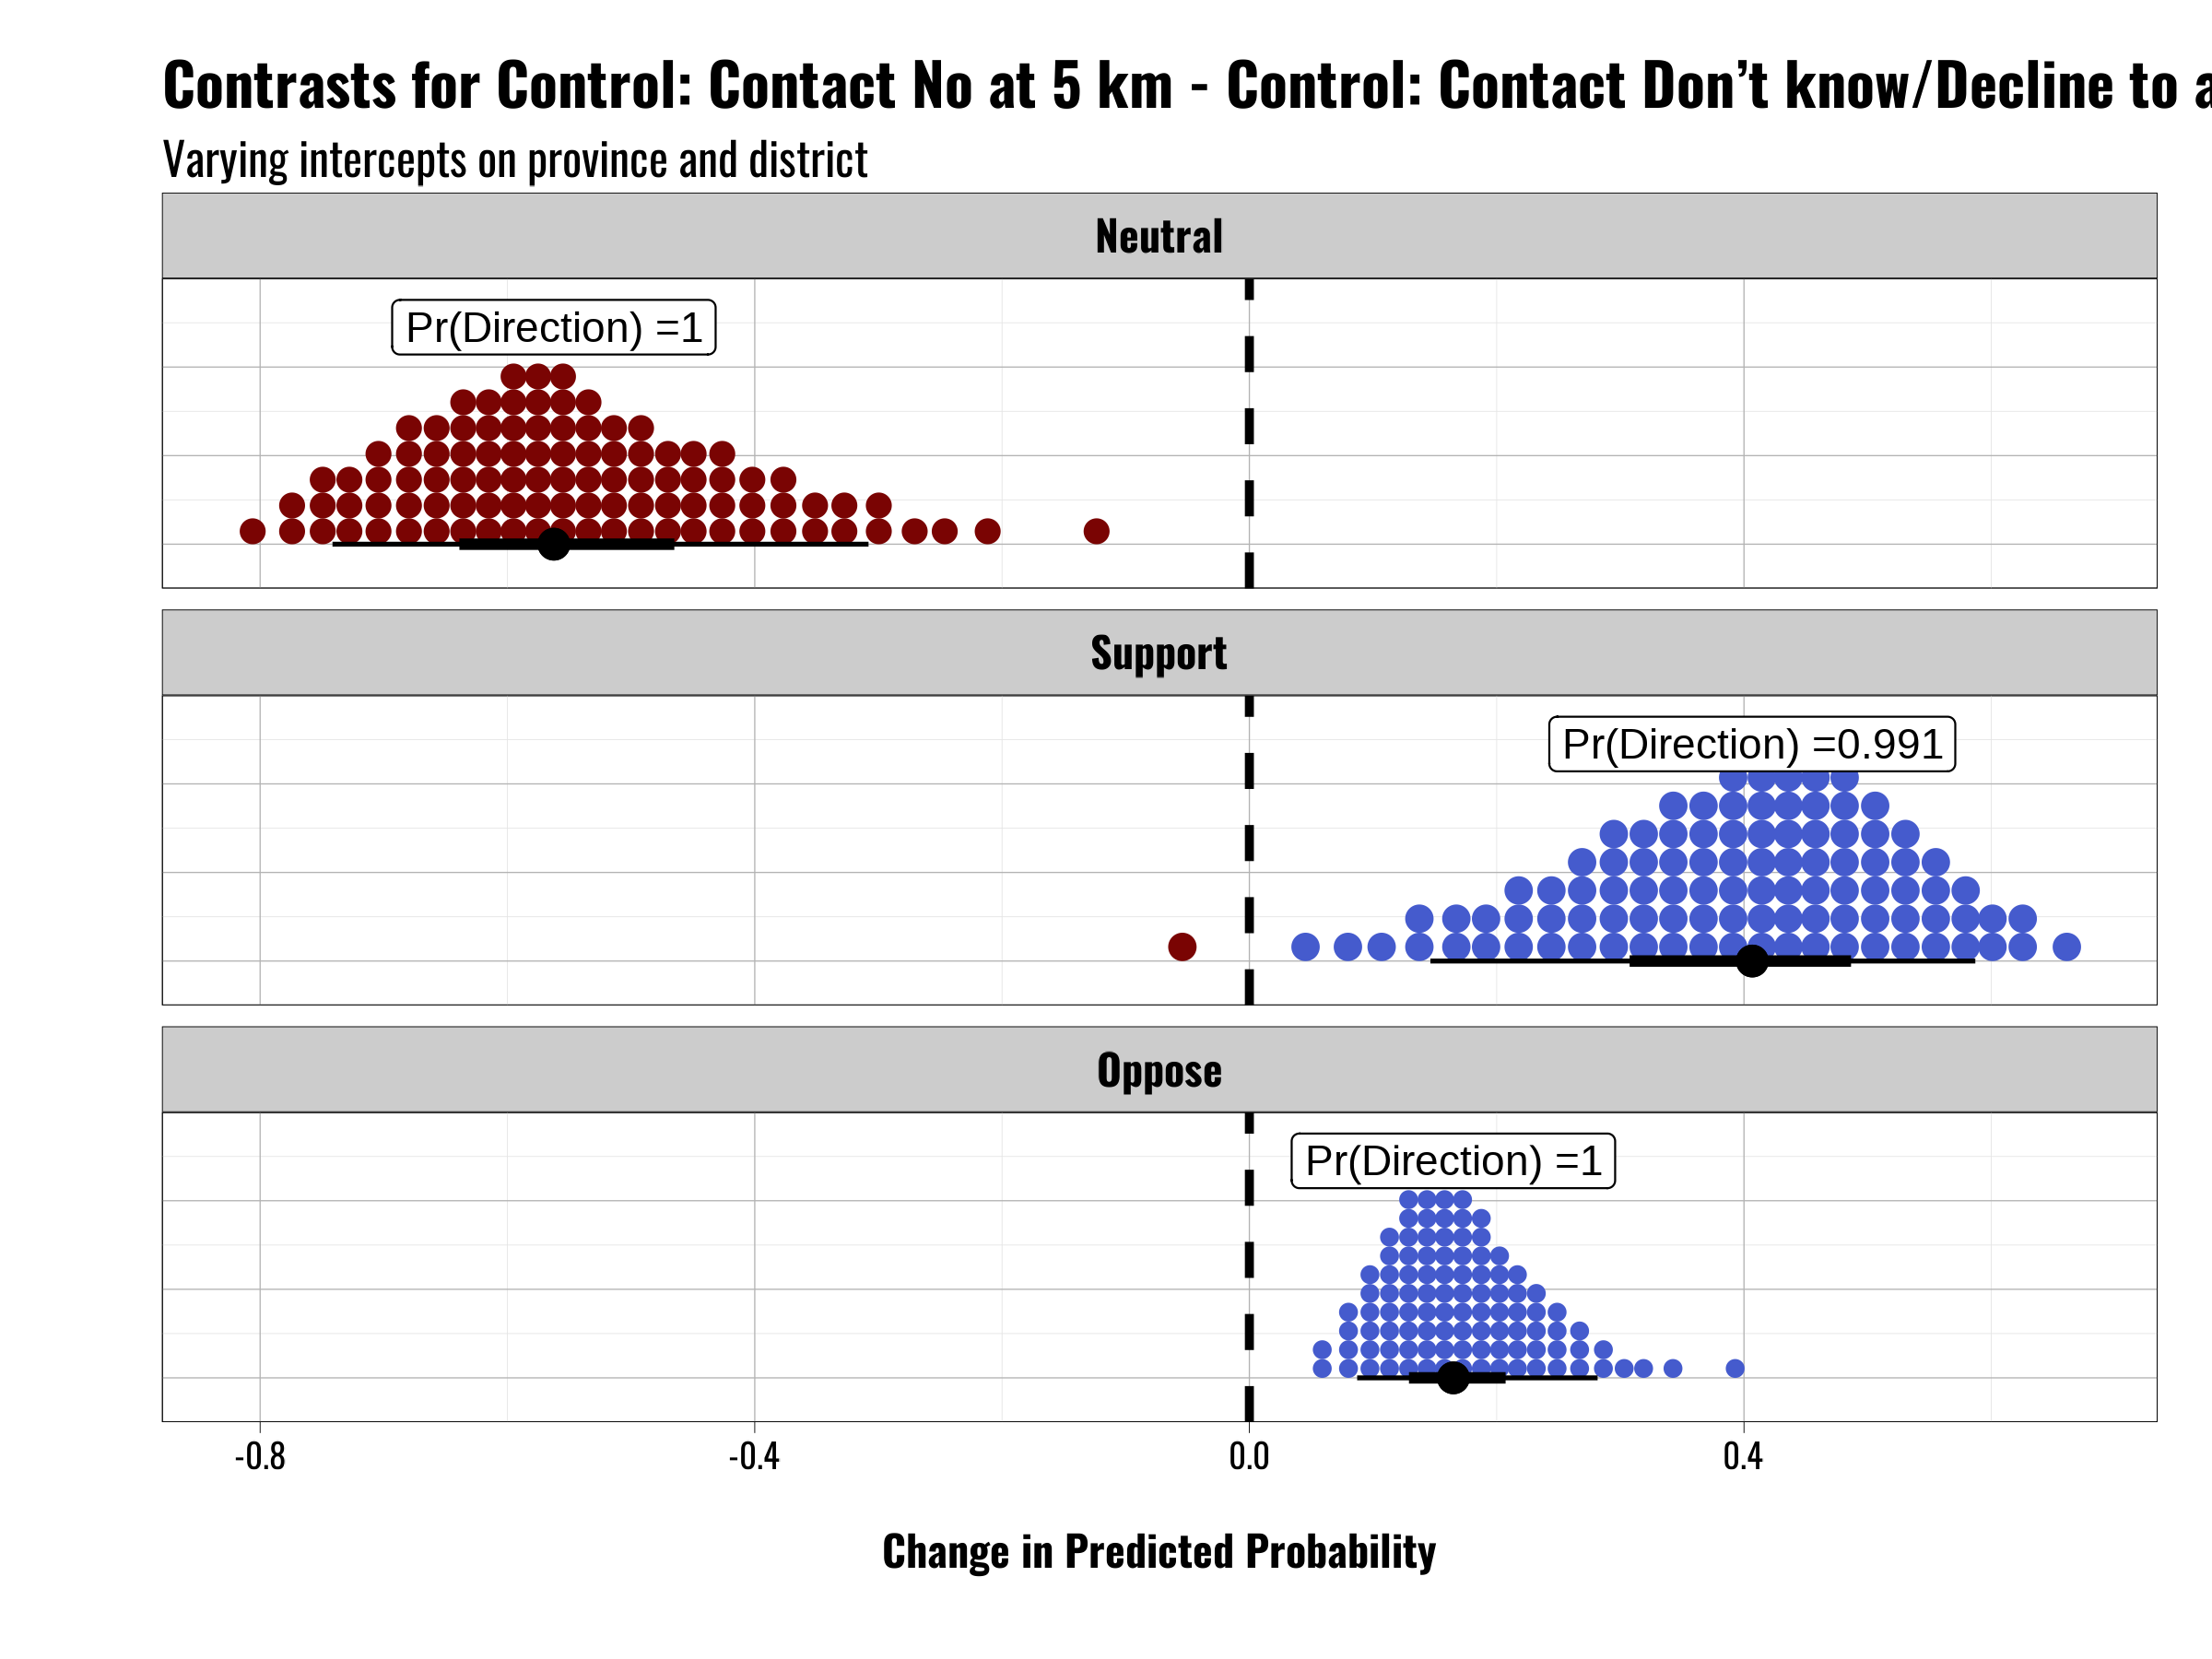 Contrasts for Control: Contact No at 5 km - Control: Contact Don’t know/Decline to
Varying intercepts on province and district
Neutral
Pr(Direction) =1
Support
Pr(Direction) =0.991
Oppose
Pr(Direction) =1
-0.8 -0.4 0.0 0.4
Change in Predicted Probability